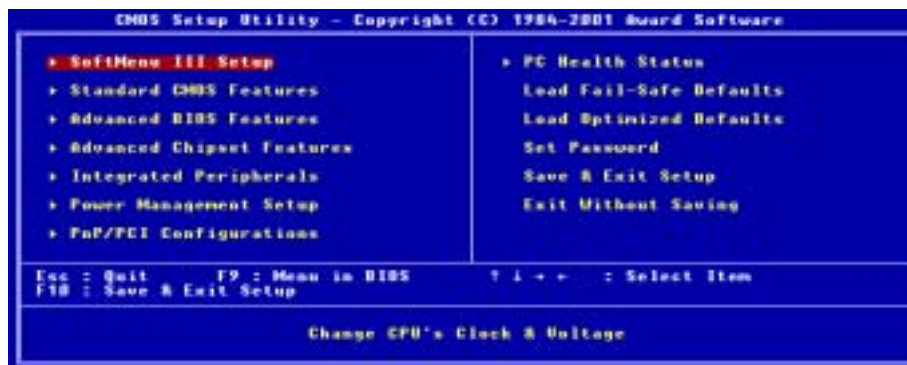 CMOS Setup Utility - Copyright (C) 1984-2001 Award Software
▸ SoftMenu III Setup
▸ Standard CMOS Features
▸ Advanced BIOS Features
▸ Advanced Chipset Features
▸ Integrated Peripherals
▸ Power Management Setup
▸ PnP/PCI Configurations
▸ PC Health Status
Load Fail-Safe Defaults
Load Optimized Defaults
Set Password
Save & Exit Setup
Exit Without Saving
Esc : Quit F9 : Menu in BIOS ↑ ↓ → ← : Select Item
F10 : Save & Exit Setup
Change CPU's Clock & Voltage